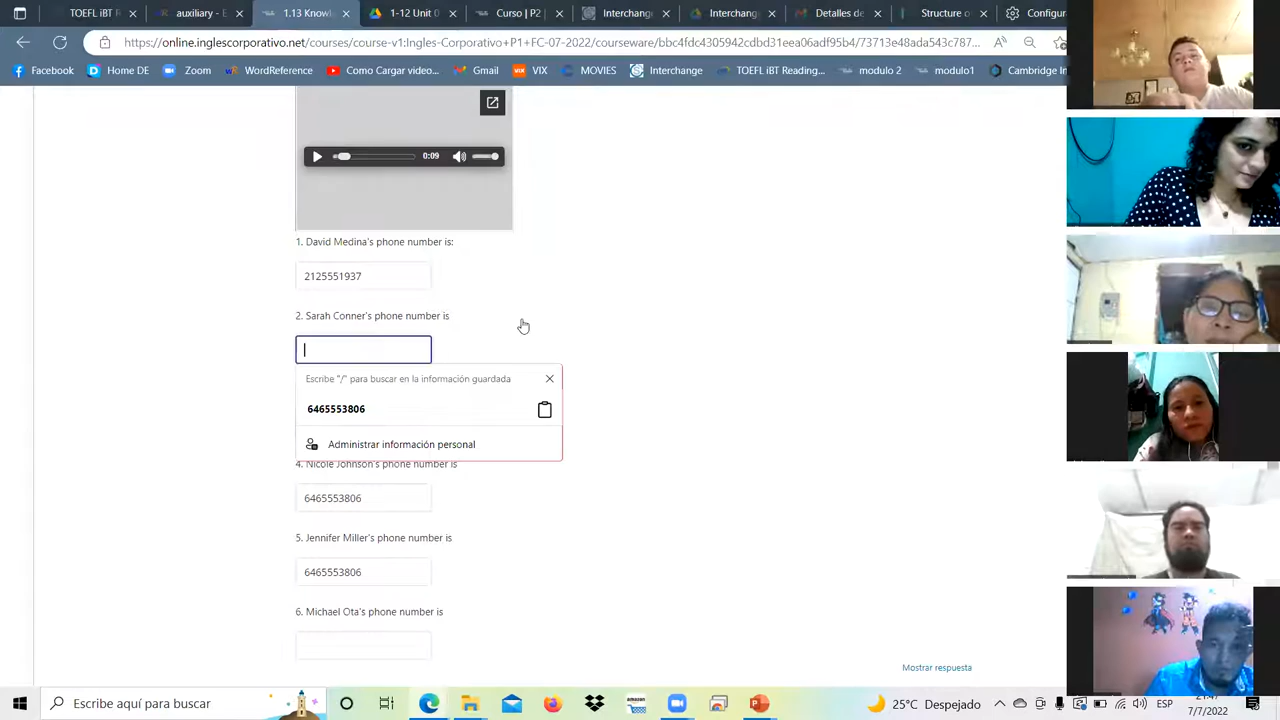 TOEFL iBT R
auxiliary - E
1.13 Knowl
1-12 Unit 0
Curso | P2
Interchang
Interchang
Detalles de
Structure o
Configur
https://online.inglescorporativo.net/courses/course-v1:Ingles-Corporativo+P1+FC-07-2022/courseware/bbc4fdc4305942cdbd31eea06adf95b4/73713e48ada543c787...
Facebook
Home DE
Zoom
WordReference
Como Cargar video...
Gmail
VIX
MOVIES
Interchange
TOEFL iBT Reading...
modulo 2
modulo1
Cambridge In
0:09
1. David Medina's phone number is:
2125551937
2. Sarah Conner's phone number is
Escribe "/" para buscar en la información guardada
6465553806
Administrar información personal
4. Nicole Johnson's phone number is
6465553806
5. Jennifer Miller's phone number is
6465553806
6. Michael Ota's phone number is
Mostrar respuesta
Escribe aquí para buscar
amazon
25°C Despejado
ESP
21:47
7/7/2022